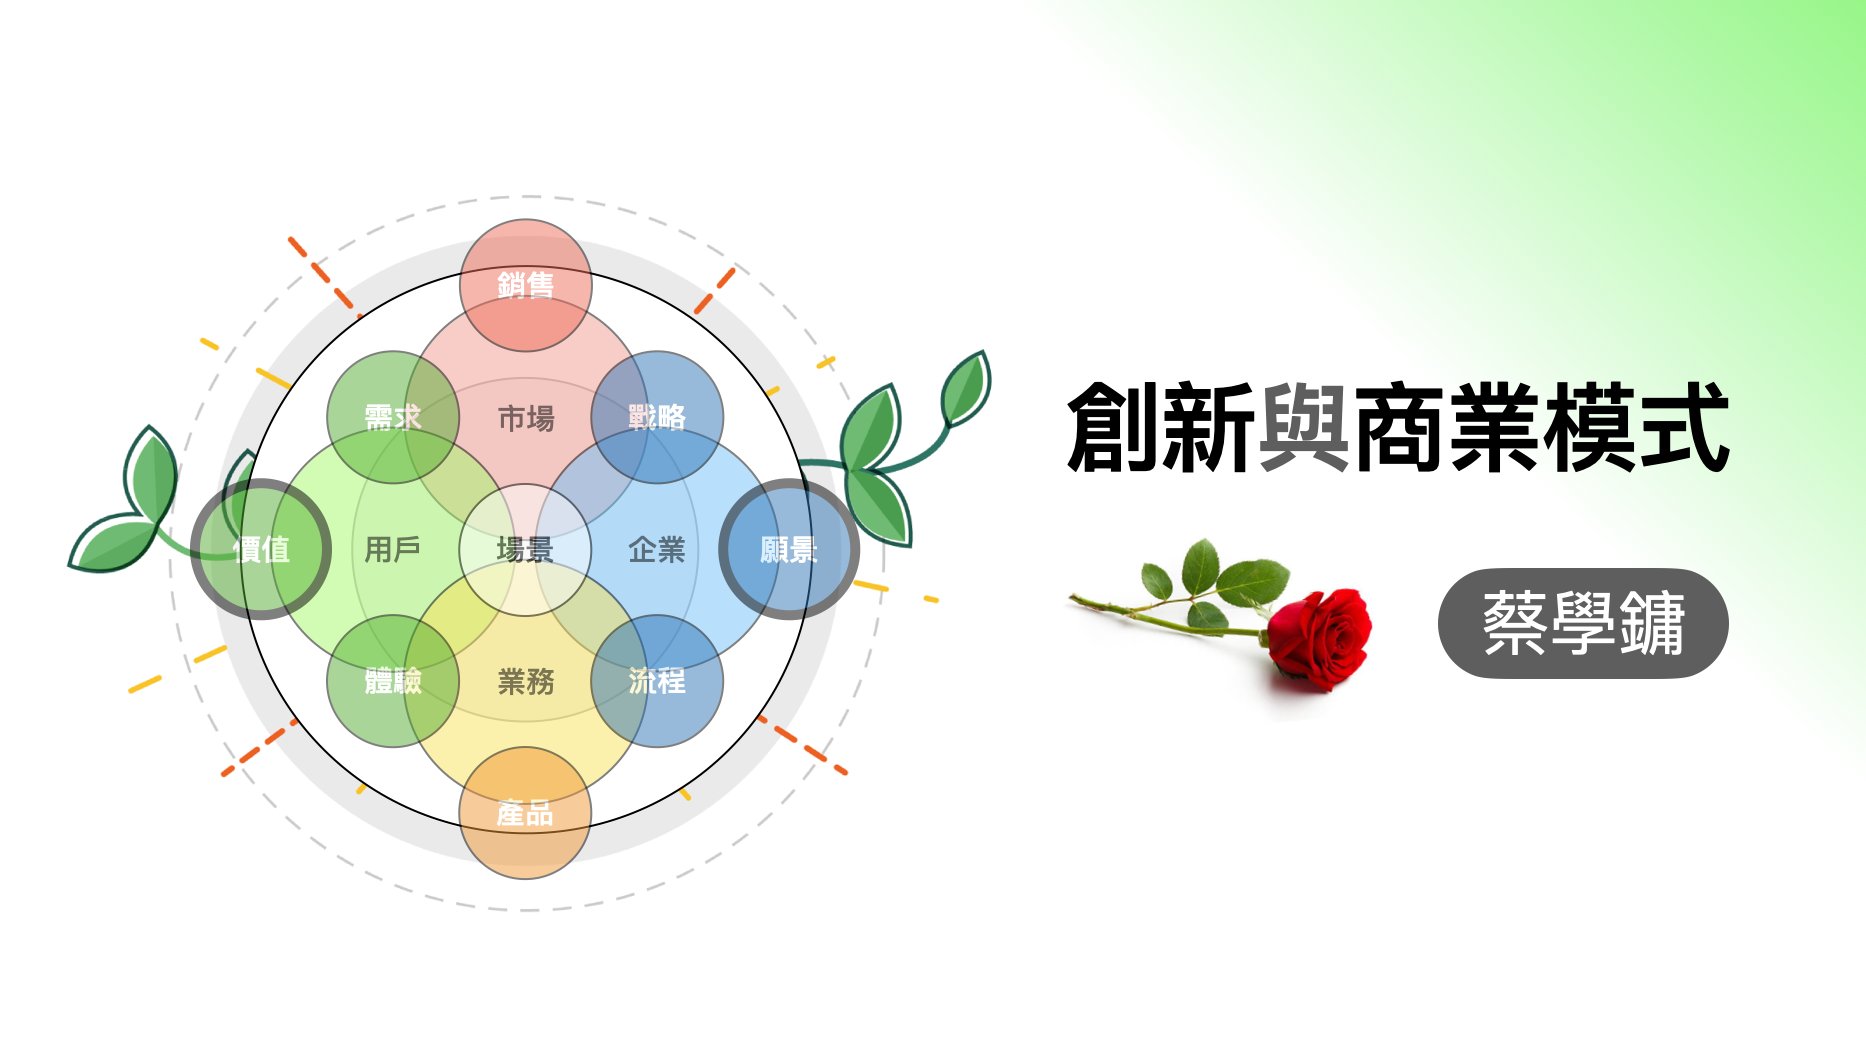 銷售
需求
市場
戰略
價值
用戶
場景
企業
願景
體驗
業務
流程
產品
創新與商業模式
蔡學鏞